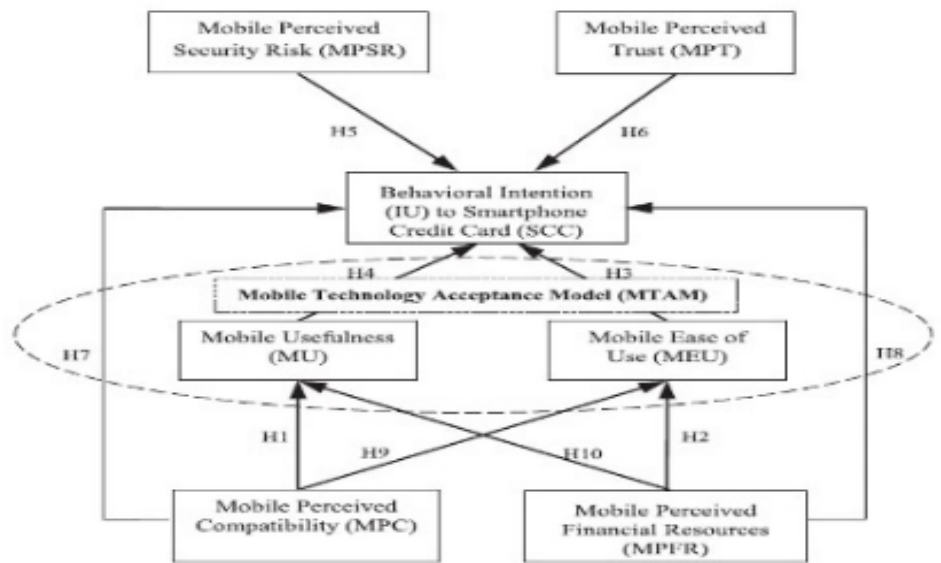 Mobile Perceived
Security Risk (MPSR)
Mobile Perceived
Trust (MPT)
H5
H6
Behavioral Intention
(IU) to Smartphone
Credit Card (SCC)
H4
H3
Mobile Technology Acceptance Model (MTAM)
Mobile Usefulness
(MU)
Mobile Ease of
Use (MEU)
H7
H8
H1
H9
H10
H2
Mobile Perceived
Compatibility (MPC)
Mobile Perceived
Financial Resources
(MPFR)